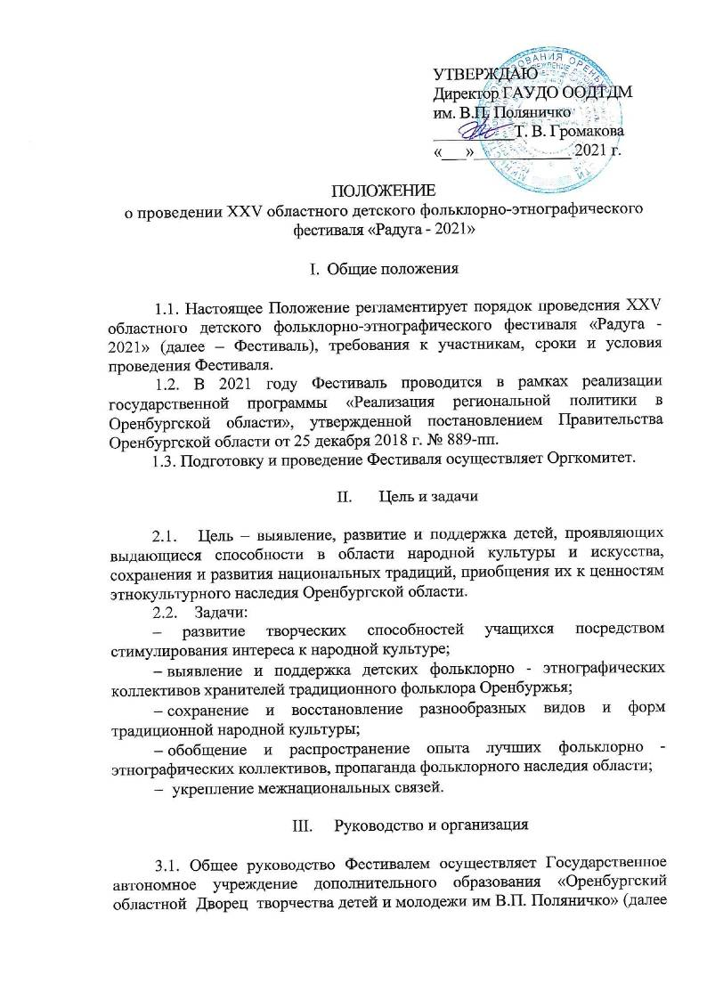 УТВЕРЖДАЮ
Директор ГАУДО ООДТДМ
им. В.П. Поляничко
__________Т. В. Громакова
«___»____________ 2021 г.
ПОЛОЖЕНИЕ
о проведении XXV областного детского фольклорно-этнографического
фестиваля «Радуга - 2021»
I. Общие положения
1.1. Настоящее Положение регламентирует порядок проведения XXV
областного детского фольклорно-этнографического фестиваля «Радуга -
2021» (далее – Фестиваль), требования к участникам, сроки и условия
проведения Фестиваля.
1.2. В 2021 году Фестиваль проводится в рамках реализации
государственной программы «Реализация региональной политики в
Оренбургской области», утвержденной постановлением Правительства
Оренбургской области от 25 декабря 2018 г. № 889-пп.
1.3. Подготовку и проведение Фестиваля осуществляет Оргкомитет.
II. Цель и задачи
2.1. Цель – выявление, развитие и поддержка детей, проявляющих
выдающиеся способности в области народной культуры и искусства,
сохранения и развития национальных традиций, приобщения их к ценностям
этнокультурного наследия Оренбургской области.
2.2. Задачи:
– развитие творческих способностей учащихся посредством
стимулирования интереса к народной культуре;
– выявление и поддержка детских фольклорно - этнографических
коллективов хранителей традиционного фольклора Оренбуржья;
– сохранение и восстановление разнообразных видов и форм
традиционной народной культуры;
– обобщение и распространение опыта лучших фольклорно -
этнографических коллективов, пропаганда фольклорного наследия области;
– укрепление межнациональных связей.
III. Руководство и организация
3.1. Общее руководство Фестивалем осуществляет Государственное
автономное учреждение дополнительного образования «Оренбургский
областной Дворец творчества детей и молодежи им В.П. Поляничко» (далее